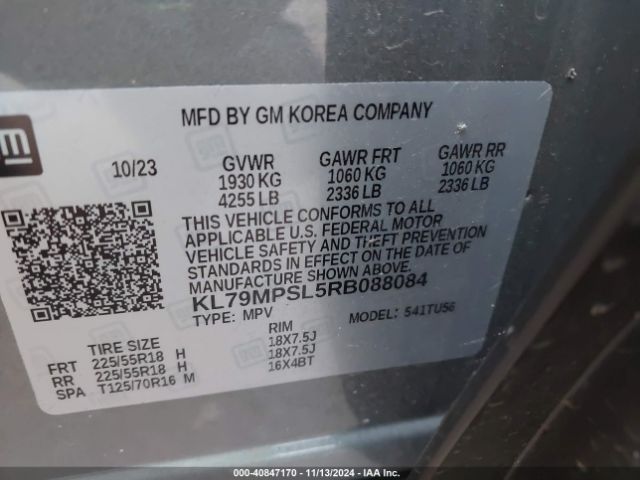 MFD BY GM KOREA COMPANY
gm
10/23
GVWR GAWR FRT GAWR RR
1930 KG 1060 KG 1060 KG
4255 LB 2336 LB 2336 LB
THIS VEHICLE CONFORMS TO ALL
APPLICABLE U.S. FEDERAL MOTOR
VEHICLE SAFETY AND THEFT PREVENTION
STANDARDS IN EFFECT ON THE DATE OF
MANUFACTURE SHOWN ABOVE.
KL79MPSL5RB088084
TYPE: MPV MODEL: 541TU56
TIRE SIZE RIM
FRT 225/55R18 H 18X7.5J
RR 225/55R18 H 18X7.5J
SPA T125/70R16 M 16X4BT
000-40847170 | 11/13/2024 | IAA Inc.